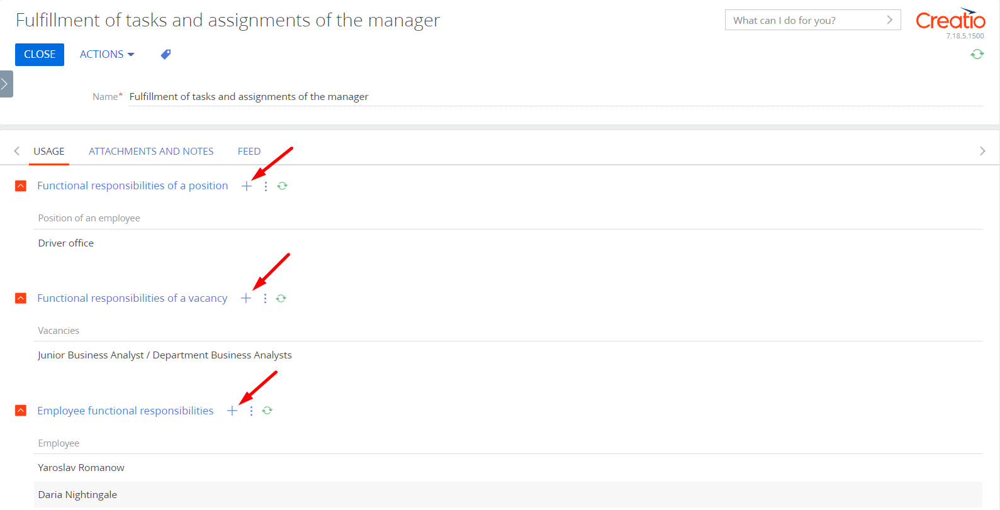 Fulfillment of tasks and assignments of the manager
What can I do for you?
Creatio
7.18.5.1500
CLOSE
ACTIONS
Name* Fulfillment of tasks and assignments of the manager
USAGE ATTACHMENTS AND NOTES FEED
Functional responsibilities of a position
Position of an employee
Driver office
Functional responsibilities of a vacancy
Vacancies
Junior Business Analyst / Department Business Analysts
Employee functional responsibilities
Employee
Yaroslav Romanow
Daria Nightingale